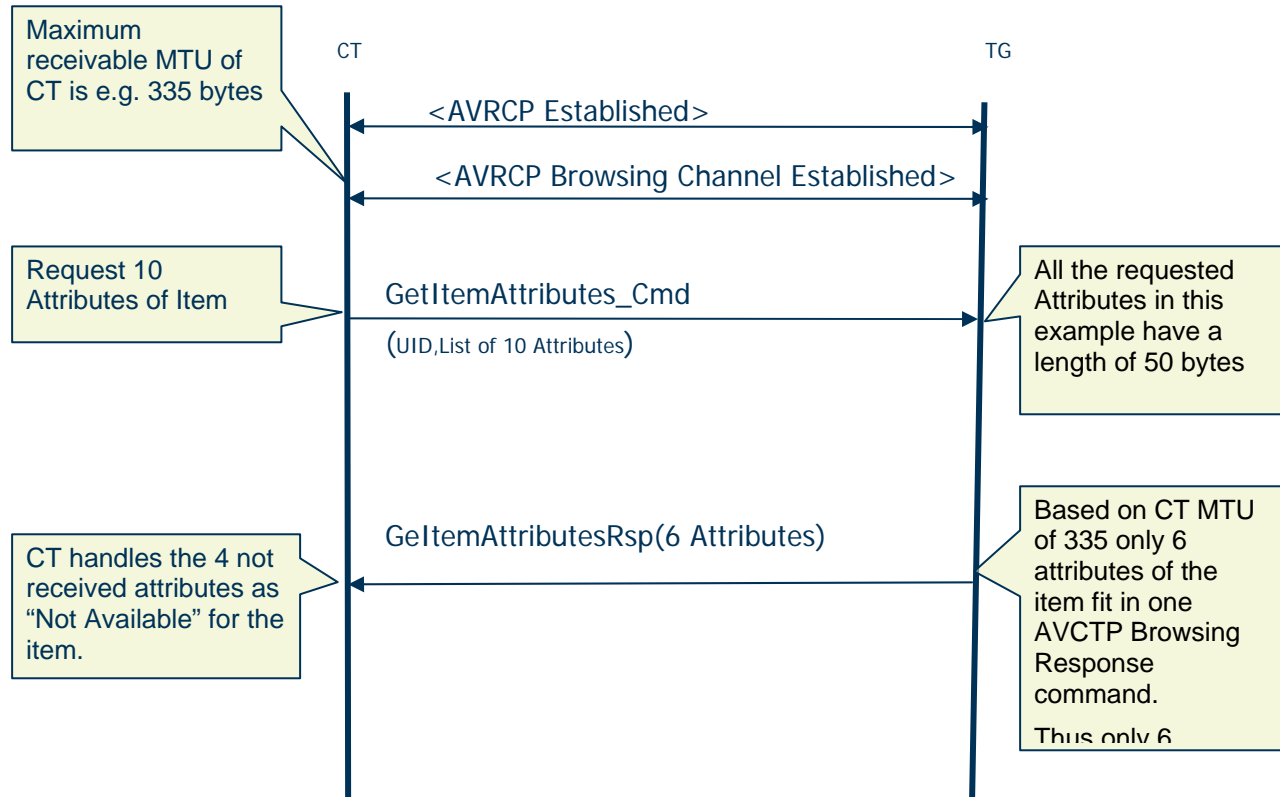 Maximum
receivable MTU of
CT is e.g. 335 bytes
CT
TG
<AVRCP Established>
<AVRCP Browsing Channel Established>
Request 10
Attributes of Item
GetItemAttributes_Cmd
(UID,List of 10 Attributes)
All the requested
Attributes in this
example have a
length of 50 bytes
GeItemAttributesRsp(6 Attributes)
CT handles the 4 not
received attributes as
“Not Available” for the
item.
Based on CT MTU
of 335 only 6
attributes of the
item fit in one
AVCTP Browsing
Response
command.
Thus only 6